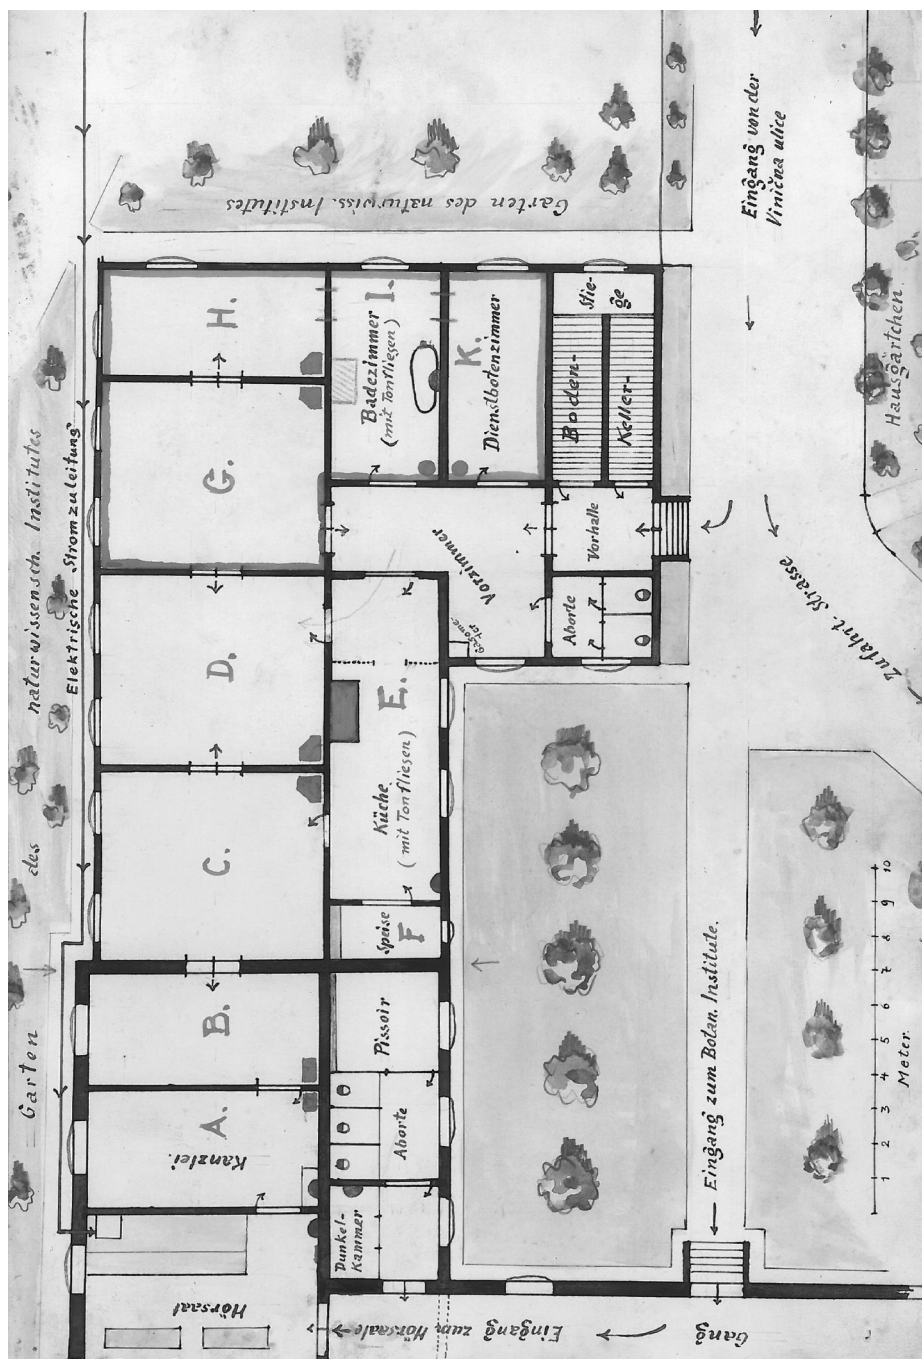 Eingang von der
Viničná ulice
Garten des naturwiss. Institutes
Hausgärtchen
naturwissensch. Institutes
des
Garten
Elektrische Stromzuleitung
H.
I.
Badezimmer
(mit Tonfliesen)
K.
Dienstbotenzimmer
Stie-
ge
Boden-
Keller-
G.
Vorhalle
Vorzimmer
Aborte
Zufahrt-Strasse
D.
E.
Küche
(mit Tonfliesen)
C.
Speise
F
B.
Pissoir
A.
Kanzlei.
Aborte
Dunkel-
Kammer
Eingang zum Botan. Institute.
10
9
8
7
6
5
4
3
2
1
Meter.
Hörsaal
Eingang zum Hörsaale
Gang